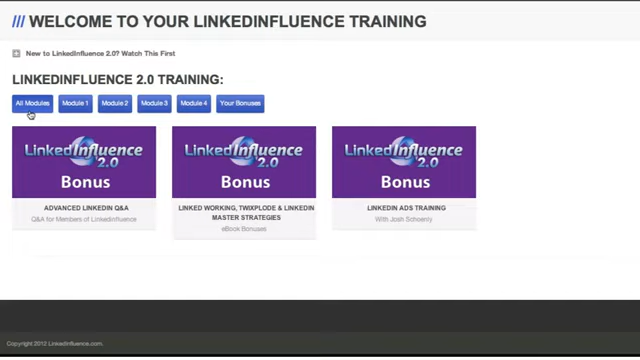 /// WELCOME TO YOUR LINKEDINFLUENCE TRAINING
New to LinkedInfluence 2.0? Watch This First
LINKEDINFLUENCE 2.0 TRAINING:
All Modules Module 1 Module 2 Module 3 Module 4 Your Bonuses
LinkedInfluence
2.0
Bonus
ADVANCED LINKEDIN Q&A
Q&A for Members of LinkedInfluence
LinkedInfluence
2.0
Bonus
LINKED WORKING, TWIXPLODE & LINKEDIN
MASTER STRATEGIES
eBook Bonuses
LinkedInfluence
2.0
Bonus
LINKEDIN ADS TRAINING
With Josh Schoenly
Copyright 2012 LinkedInfluence.com.